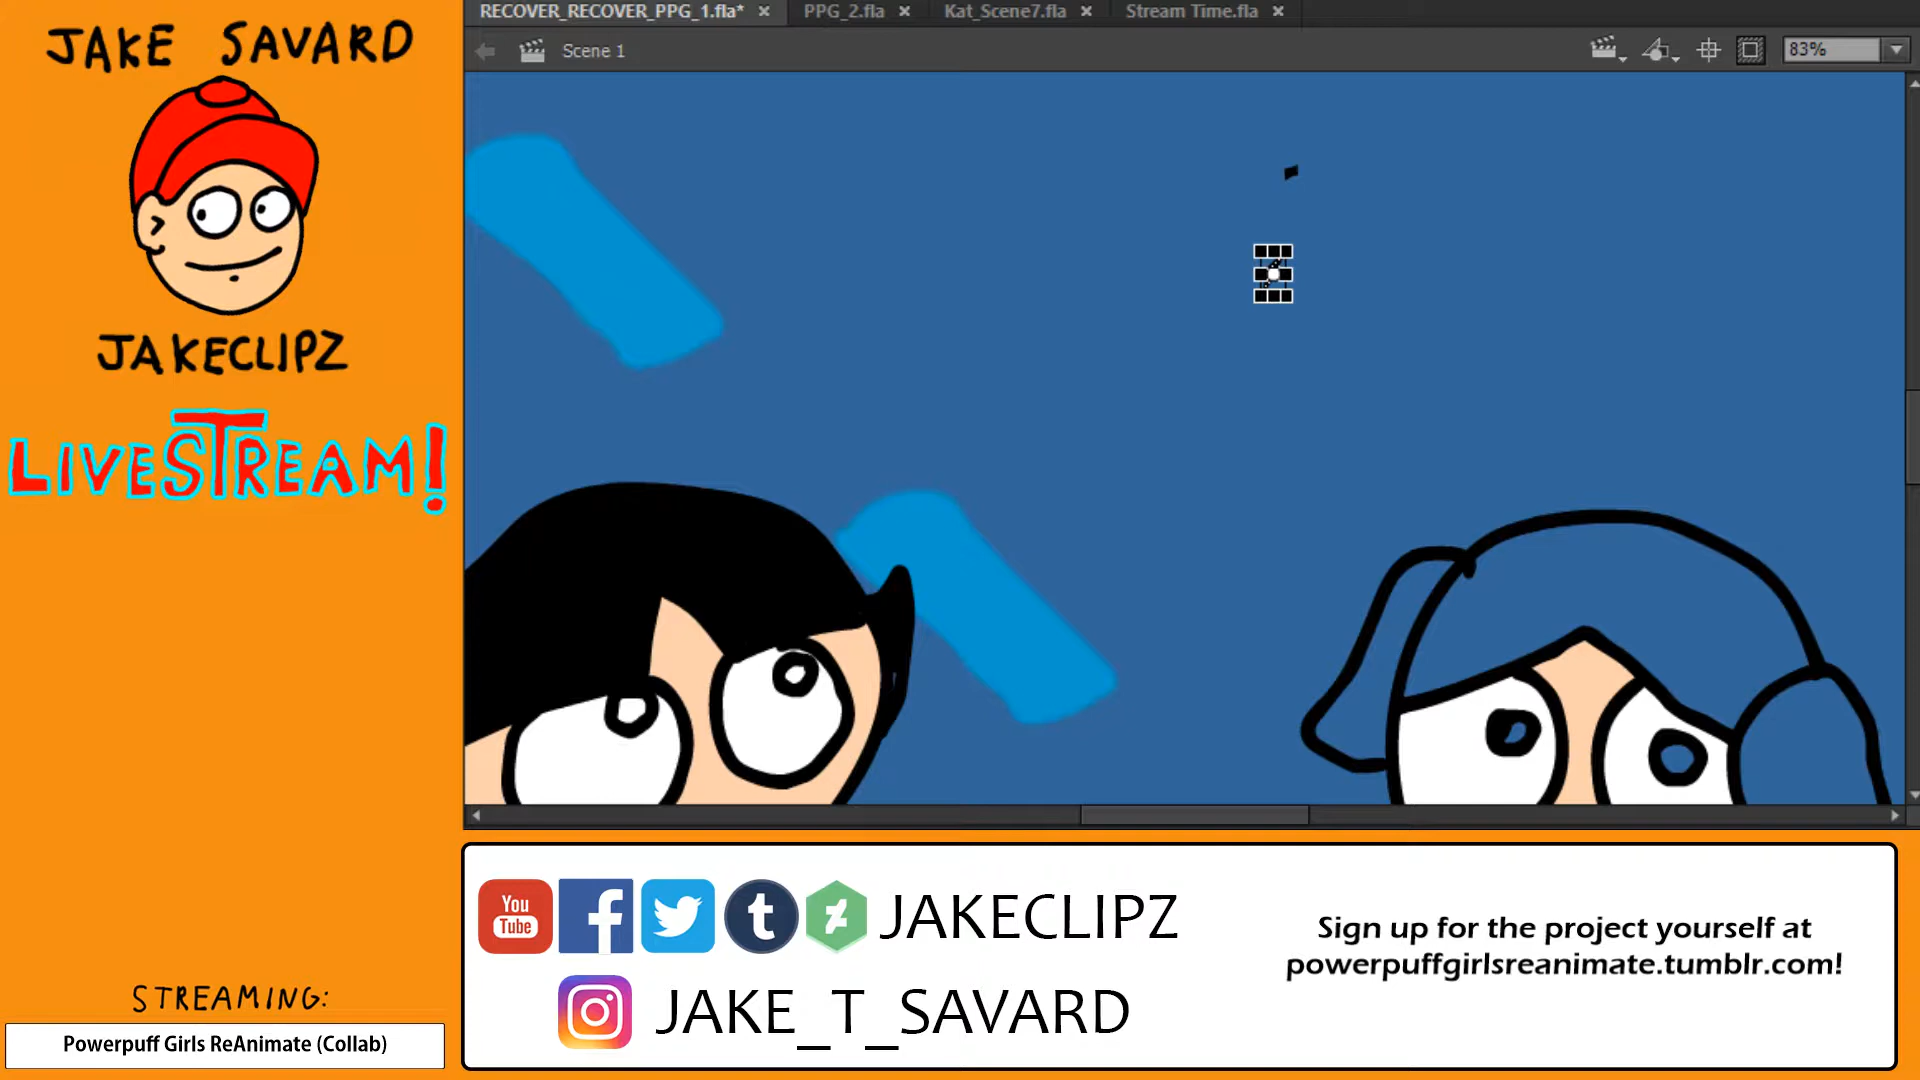 JAKE SAVARD
JAKECLIPZ
LIVESTREAM!
STREAMING:
Powerpuff Girls ReAnimate (Collab)
RECOVER_RECOVER_PPG_1.fla*
PPG_2.fla
Kat_Scene7.fla
Stream Time.fla
Scene 1
83%
You
Tube
JAKECLIPZ
JAKE_T_SAVARD
Sign up for the project yourself at
powerpuffgirlsreanimate.tumblr.com!